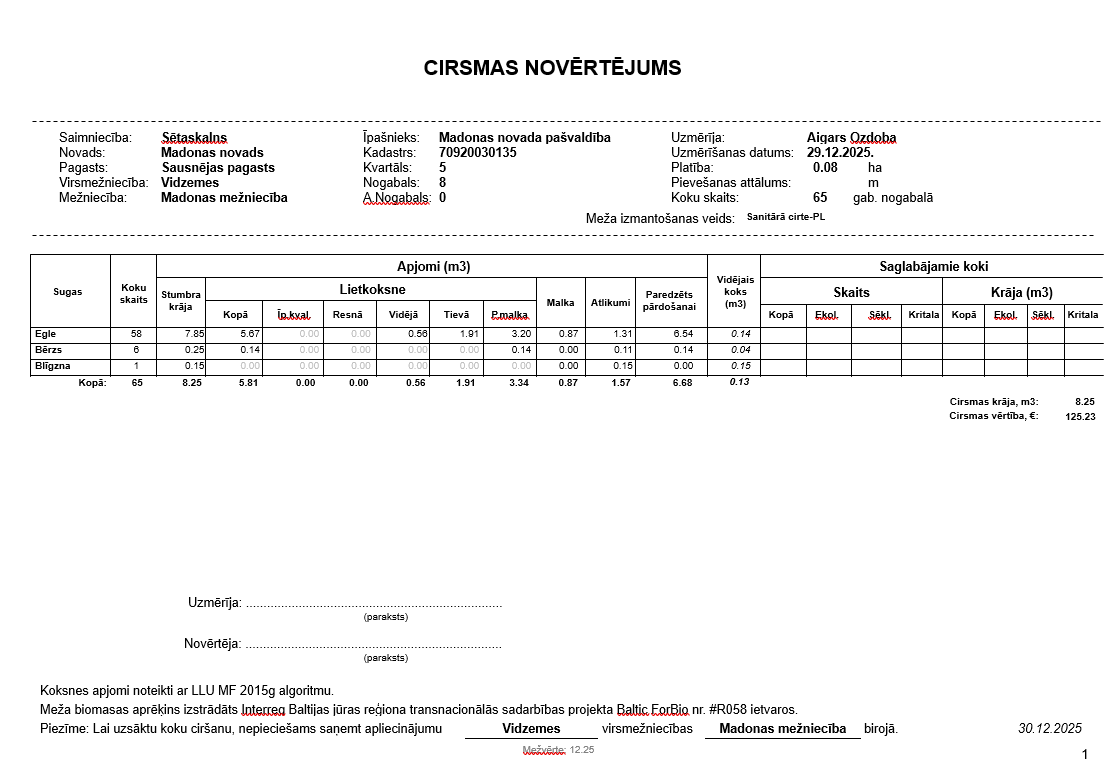 CIRSMAS NOVĒRTĒJUMS
Saimniecība: Sētaskalns Īpašnieks: Madonas novada pašvaldība Uzmērīja: Aigars Ozdoba
Novads: Madonas novads Kadastrs: 70920030135 Uzmērīšanas datums: 29.12.2025.
Pagasts: Sausnējas pagasts Kvartāls: 5 Platība: 0.08 ha
Virsmežniecība: Vidzemes Nogabals: 8 Pievešanas attālums: m
Mežniecība: Madonas mežniecība A.Nogabals: 0 Koku skaits: 65 gab. nogabalā
Meža izmantošanas veids: Sanitārā cirte-PL
Sugas Koku skaits Apjomi (m3) Vidējais koks (m3) Saglabājamie koki
Stumbra krāja Lietkoksne Malka Atlikumi Paredzēts pārdošanai Skaits Krāja (m3)
Kopā Īp.kval. Resnā Vidējā Tievā P.malka Kopā Ekol. Sēkl. Kritala Kopā Ekol. Sēkl. Kritala
Egle 58 7.85 5.67 0.00 0.00 0.56 1.91 3.20 0.87 1.31 6.54 0.14
Bērzs 6 0.25 0.14 0.00 0.00 0.00 0.00 0.14 0.00 0.11 0.14 0.04
Blīgzna 1 0.15 0.00 0.00 0.00 0.00 0.00 0.00 0.00 0.15 0.00 0.15
Kopā: 65 8.25 5.81 0.00 0.00 0.56 1.91 3.34 0.87 1.57 6.68 0.13
Cirsmas krāja, m3: 8.25
Cirsmas vērtība, €: 125.23
Uzmērīja: ....................................................................................
(paraksts)
Novērtēja: ....................................................................................
(paraksts)
Koksnes apjomi noteikti ar LLU MF 2015g algoritmu.
Meža biomasas aprēķins izstrādāts Interreg Baltijas jūras reģiona transnacionālās sadarbības projekta Baltic ForBio nr. #R058 ietvaros.
Piezīme: Lai uzsāktu koku ciršanu, nepieciešams saņemt apliecinājumu Vidzemes virsmežniecības Madonas mežniecība birojā. 30.12.2025
Mežvērte: 12.25
1